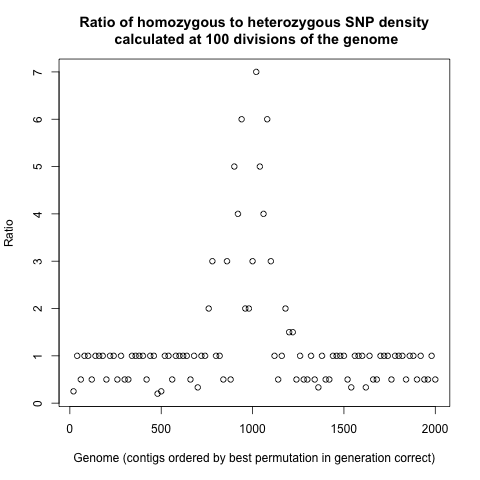 Ratio of homozygous to heterozygous SNP density
calculated at 100 divisions of the genome
Ratio
7
6
5
4
3
2
1
0
0 500 1000 1500 2000
Genome (contigs ordered by best permutation in generation correct)